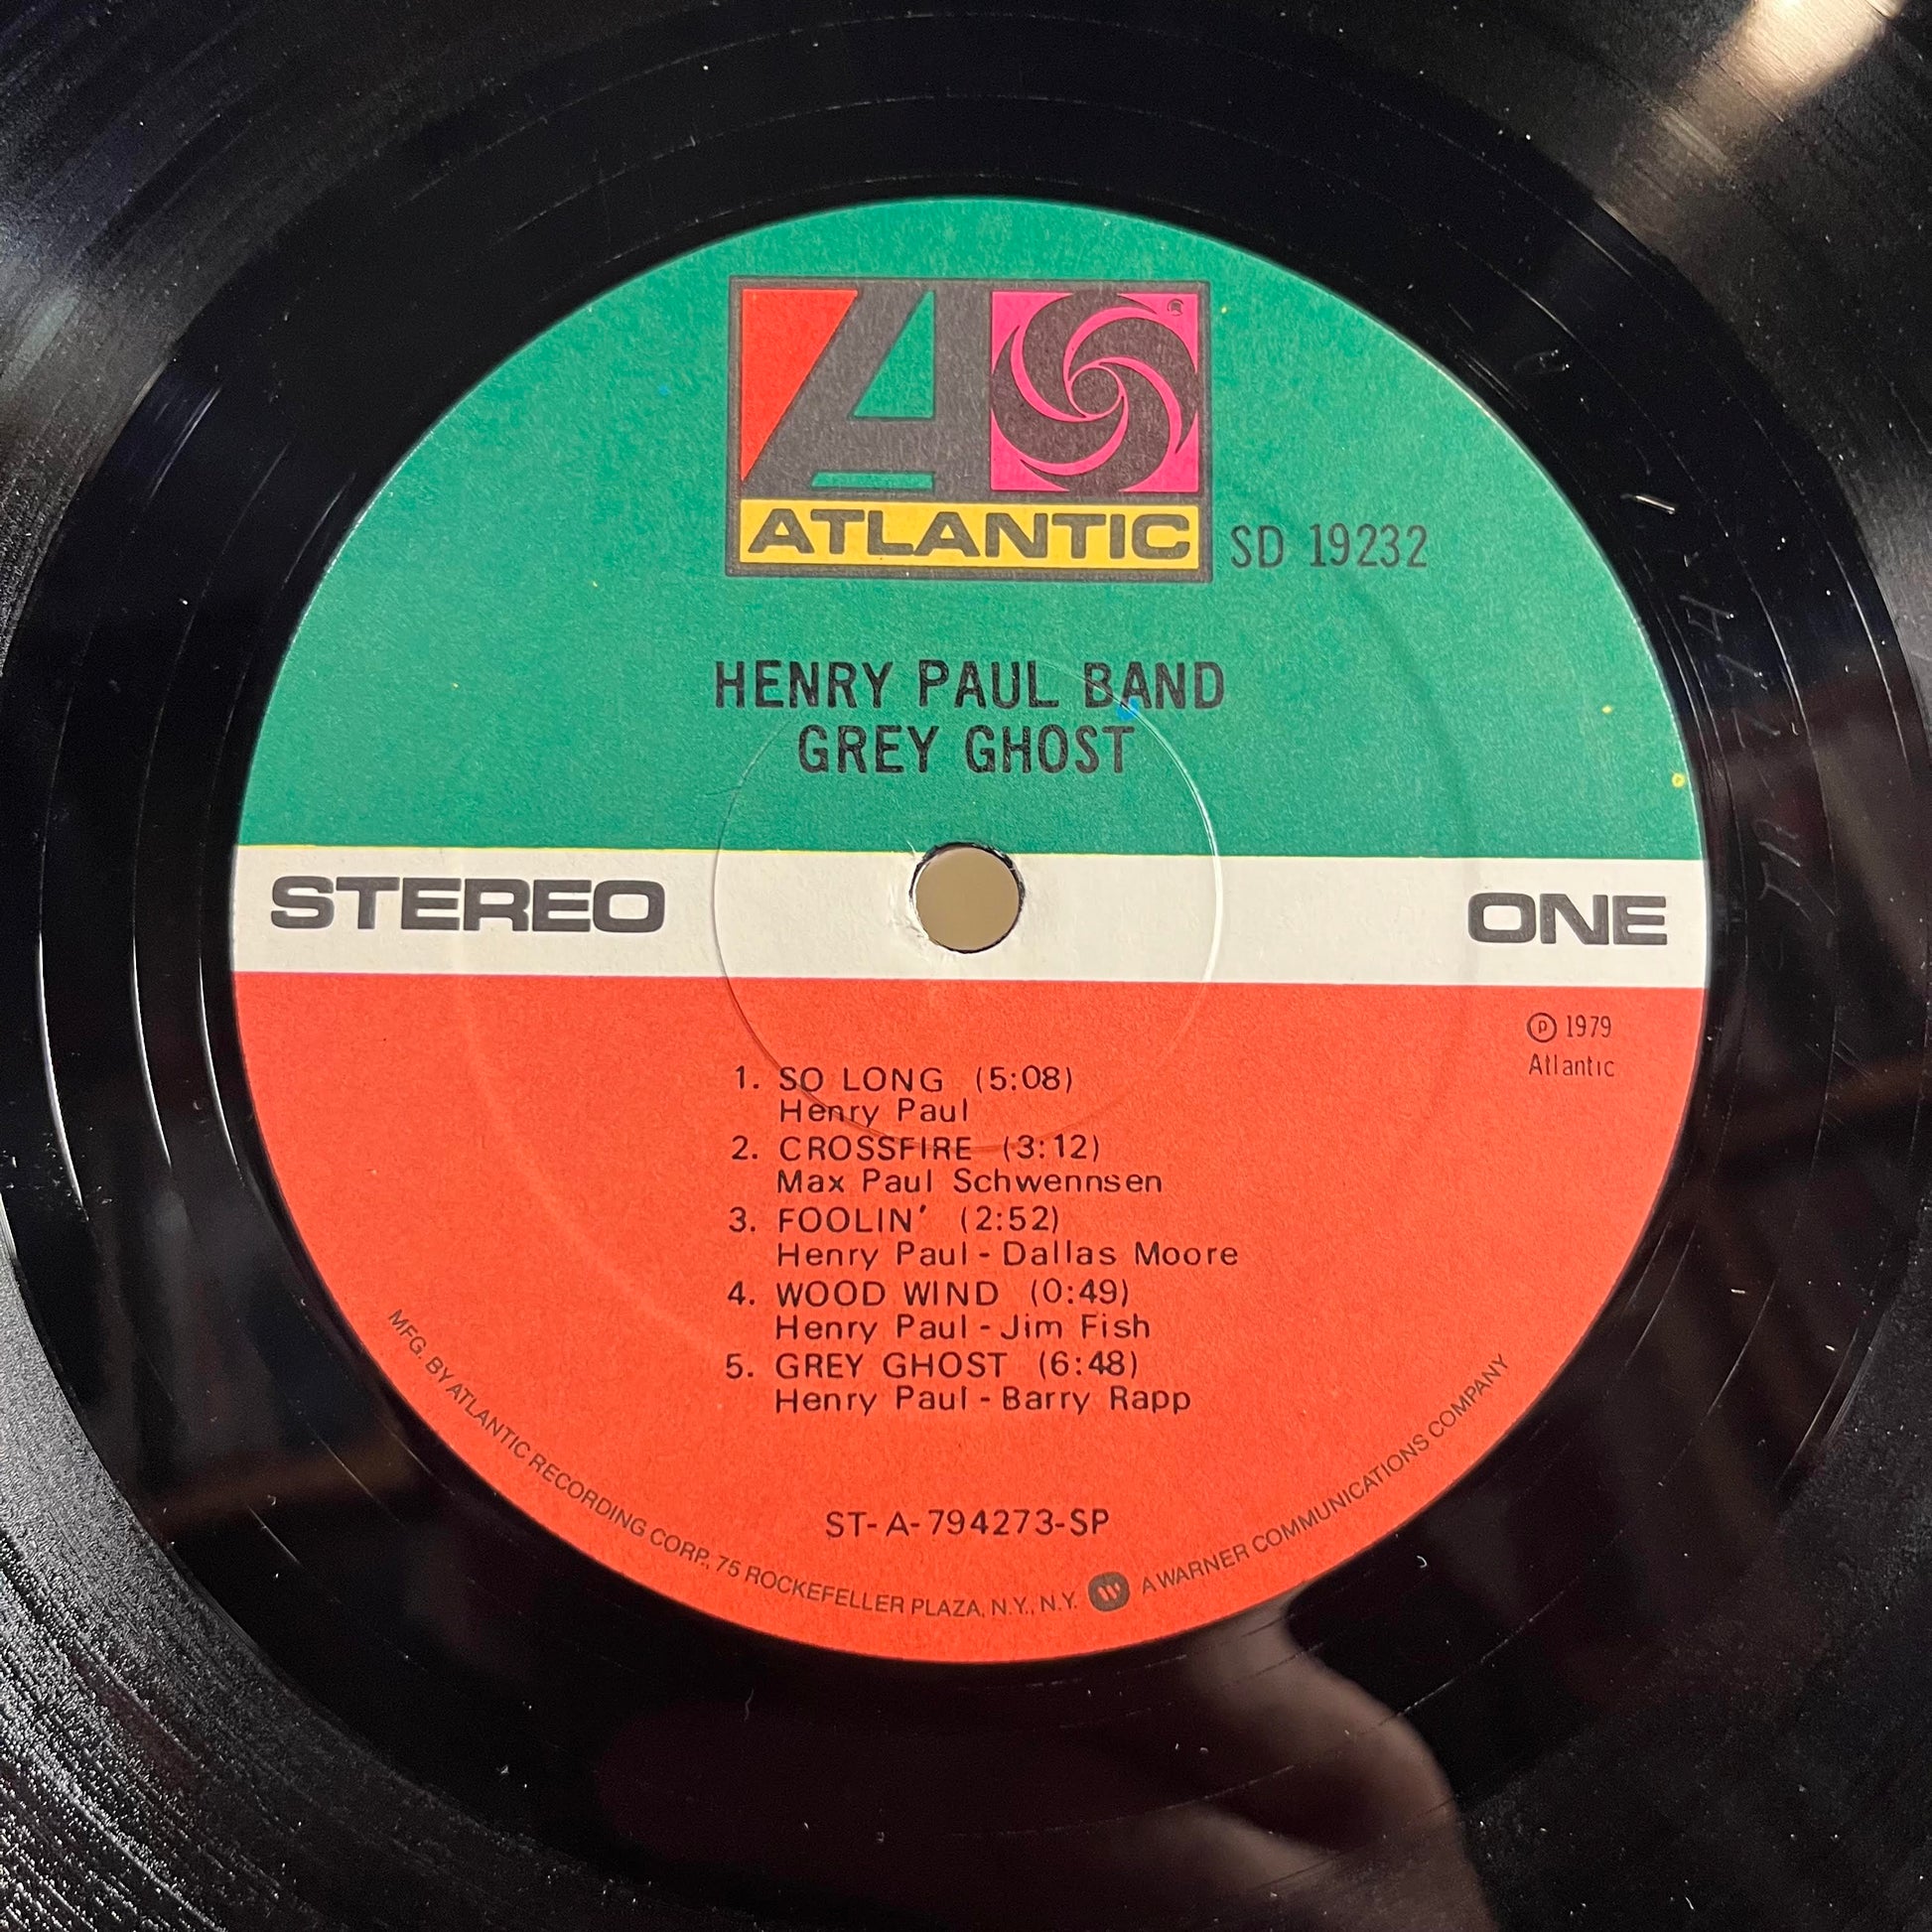 ATLANTIC
SD 19232
HENRY PAUL BAND
GREY GHOST
STEREO
ONE
℗ 1979
Atlantic
1. SO LONG (5:08)
Henry Paul
2. CROSSFIRE (3:12)
Max Paul Schwennsen
3. FOOLIN' (2:52)
Henry Paul - Dallas Moore
4. WOOD WIND (0:49)
Henry Paul - Jim Fish
5. GREY GHOST (6:48)
Henry Paul - Barry Rapp
ST-A-794273-SP
MFG. BY ATLANTIC RECORDING CORP., 75 ROCKEFELLER PLAZA, N.Y., N.Y. A WARNER COMMUNICATIONS COMPANY